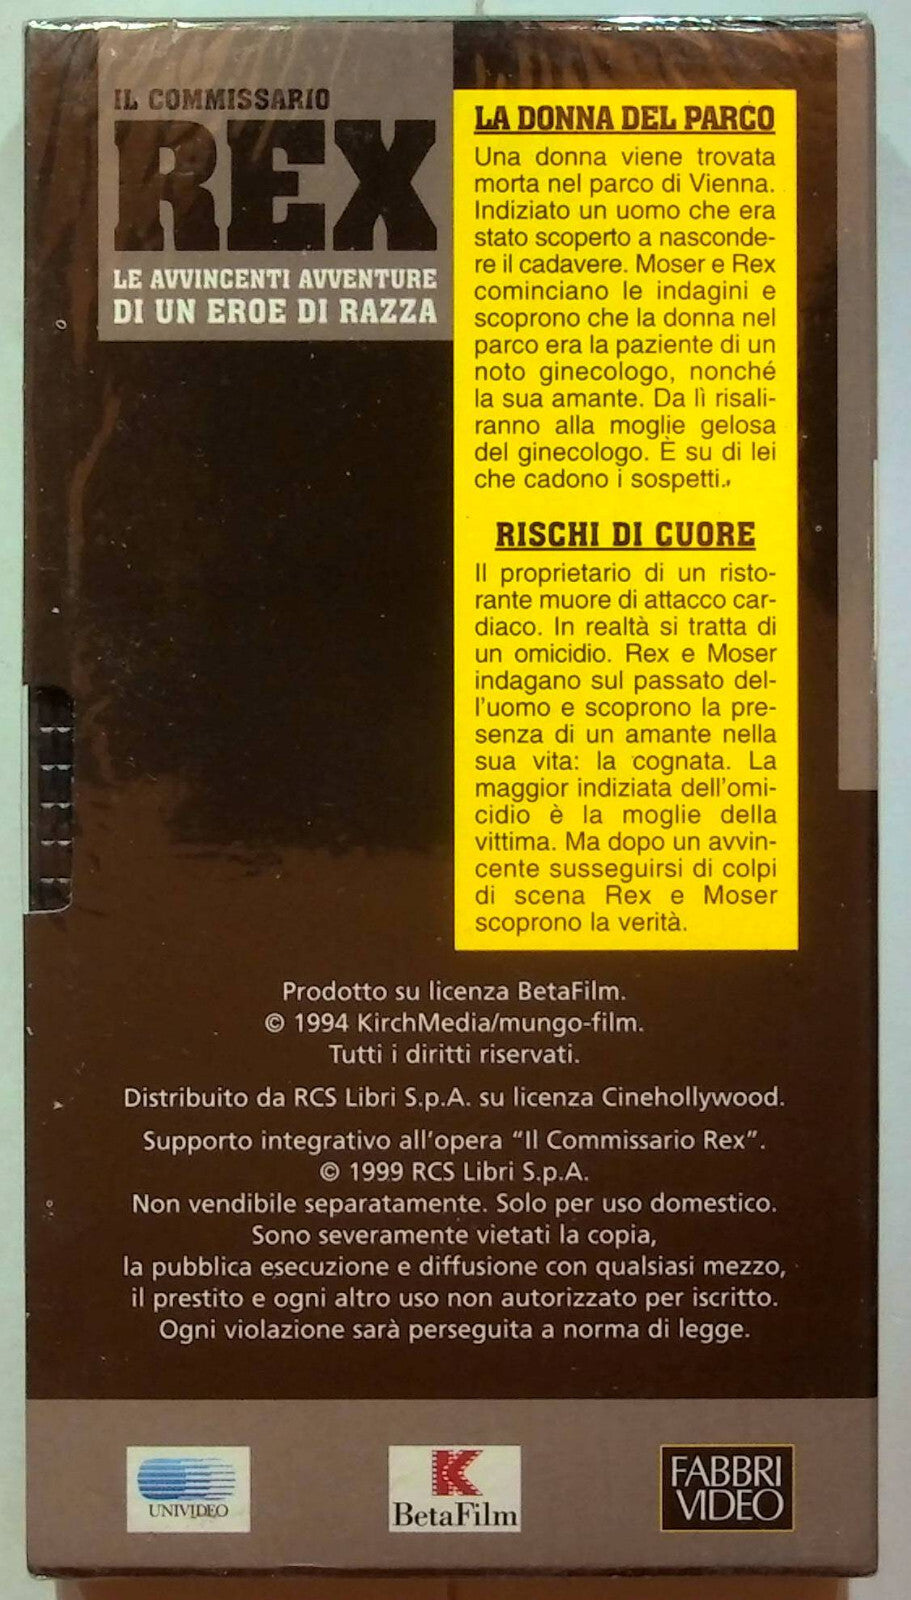 IL COMMISSARIO
REX
LE AVVINCENTI AVVENTURE
DI UN EROE DI RAZZA
LA DONNA DEL PARCO
Una donna viene trovata
morta nel parco di Vienna.
Indiziato un uomo che era
stato scoperto a nasconde-
re il cadavere. Moser e Rex
cominciano le indagini e
scoprono che la donna nel
parco era la paziente di un
noto ginecologo, nonché
la sua amante. Da lì risali-
ranno alla moglie gelosa
del ginecologo. È su di lei
che cadono i sospetti..
RISCHI DI CUORE
Il proprietario di un risto-
rante muore di attacco car-
diaco. In realtà si tratta di
un omicidio. Rex e Moser
indagano sul passato del-
l'uomo e scoprono la pre-
senza di un amante nella
sua vita: la cognata. La
maggior indiziata dell'omi-
cidio è la moglie della
vittima. Ma dopo un avvin-
cente susseguirsi di colpi
di scena Rex e Moser
scoprono la verità.
Prodotto su licenza BetaFilm.
© 1994 KirchMedia/mungo-film.
Tutti i diritti riservati.
Distribuito da RCS Libri S.p.A. su licenza Cinehollywood.
Supporto integrativo all'opera "Il Commissario Rex".
© 1999 RCS Libri S.p.A.
Non vendibile separatamente. Solo per uso domestico.
Sono severamente vietati la copia,
la pubblica esecuzione e diffusione con qualsiasi mezzo,
il prestito e ogni altro uso non autorizzato per iscritto.
Ogni violazione sarà perseguita a norma di legge.
UNIVIDEO
K
BetaFilm
FABBRI
VIDEO